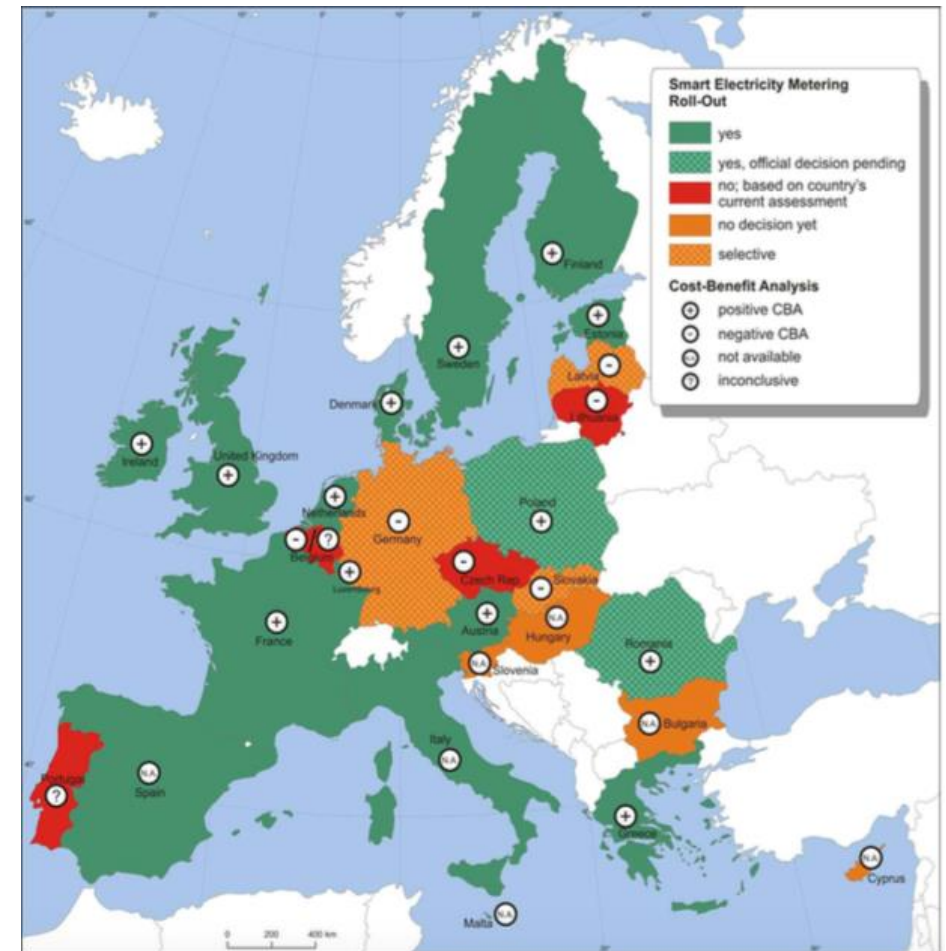 Smart Electricity Metering
Roll-Out
yes
yes, official decision pending
no; based on country's
current assessment
no decision yet
selective
Cost-Benefit Analysis
+ positive CBA
- negative CBA
N.A. not available
? inconclusive
+
Finland
+
Estonia
+
Sweden
-
Latvia
-
Lithuania
Denmark +
+
Ireland
United Kingdom
+
+
Netherlands
- / ?
Belgium
-
Germany
+
Luxembourg
Poland
+
-
Czech Rep.
Slovakia
-
N.A.
Hungary
+
Austria
+
France
N.A. Slovenia
Romania
+
N.A. Bulgaria
Italy
N.A.
N.A.
Spain
Portugal
?
+
Greece
N.A.
Cyprus
Malta N.A.
0 200 400 km